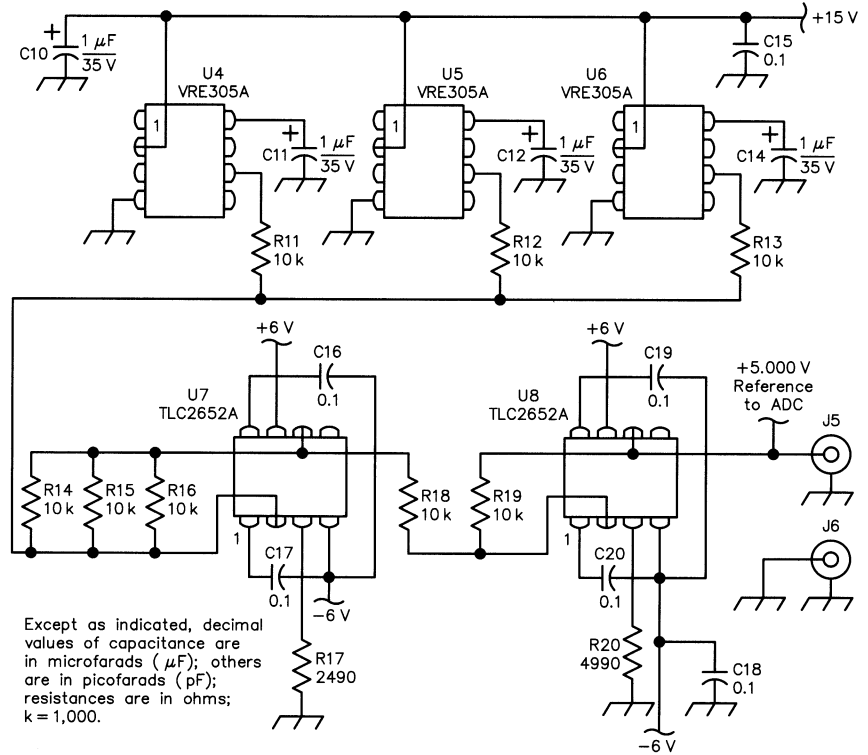 +15 V
C10
+
1 µF
35 V
U4
VRE305A
U5
VRE305A
U6
VRE305A
C15
0.1
1
C11
+
1 µF
35 V
1
C12
+
1 µF
35 V
1
C14
+
1 µF
35 V
R11
10 k
R12
10 k
R13
10 k
+6 V
C16
0.1
U7
TLC2652A
+6 V
C19
0.1
U8
TLC2652A
+5.000 V
Reference
to ADC
J5
R14
10 k
R15
10 k
R16
10 k
R18
10 k
R19
10 k
J6
1
C17
0.1
-6 V
1
C20
0.1
R17
2490
R20
4990
C18
0.1
-6 V
Except as indicated, decimal
values of capacitance are
in microfarads ( µF); others
are in picofarads ( pF);
resistances are in ohms;
k = 1,000.